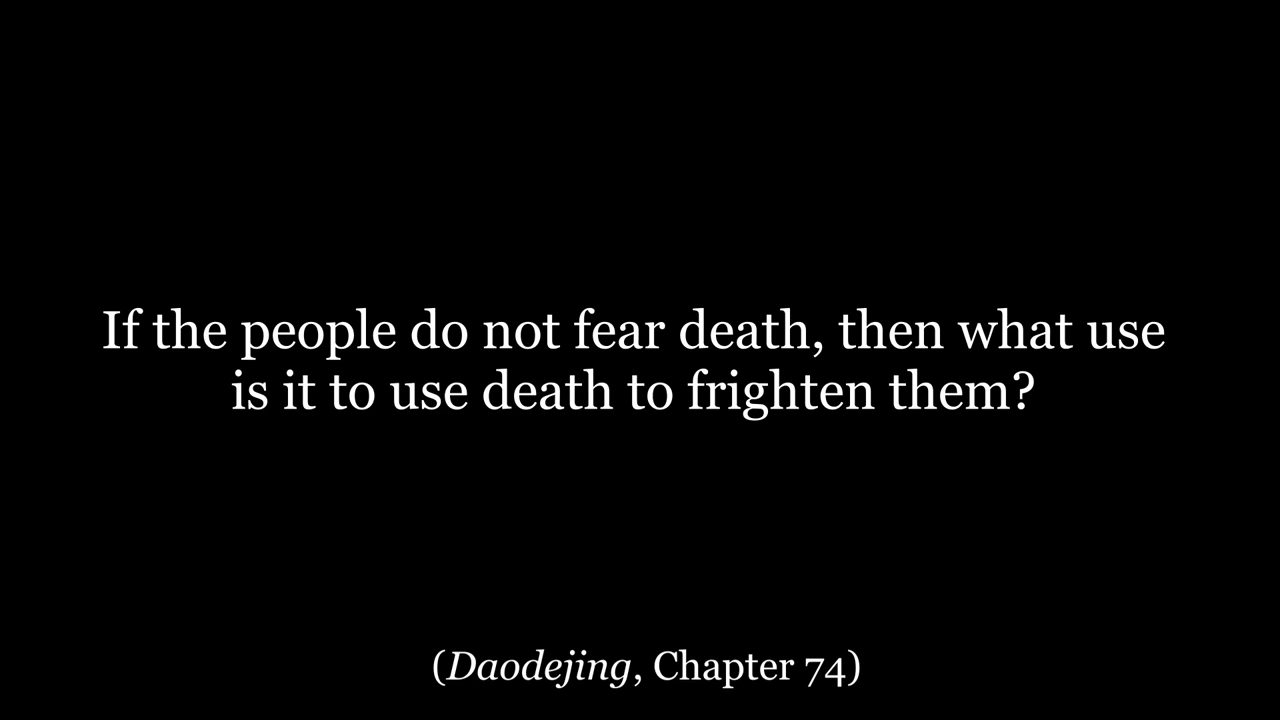 If the people do not fear death, then what use
is it to use death to frighten them?
(Daodejing, Chapter 74)